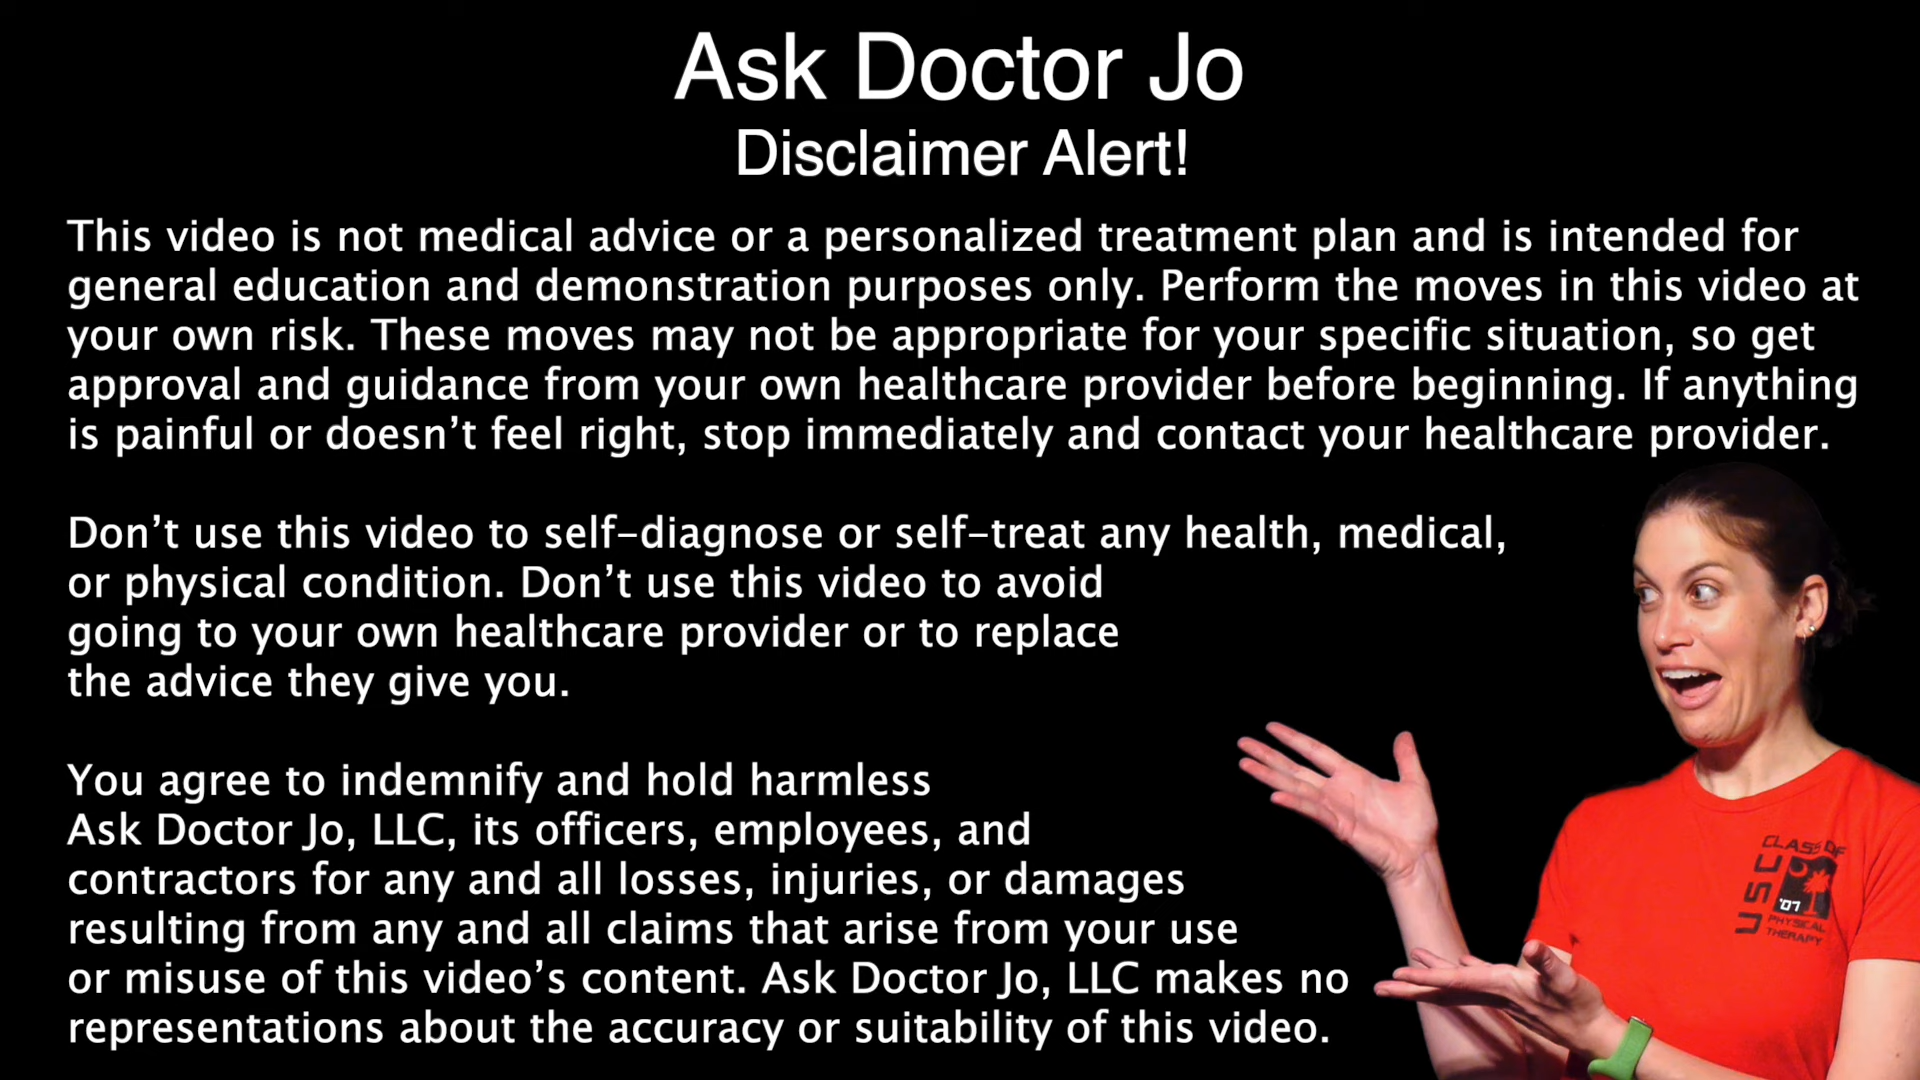 Ask Doctor Jo
Disclaimer Alert!
This video is not medical advice or a personalized treatment plan and is intended for
general education and demonstration purposes only. Perform the moves in this video at
your own risk. These moves may not be appropriate for your specific situation, so get
approval and guidance from your own healthcare provider before beginning. If anything
is painful or doesn’t feel right, stop immediately and contact your healthcare provider.
Don’t use this video to self–diagnose or self–treat any health, medical,
or physical condition. Don’t use this video to avoid
going to your own healthcare provider or to replace
the advice they give you.
You agree to indemnify and hold harmless
Ask Doctor Jo, LLC, its officers, employees, and
contractors for any and all losses, injuries, or damages
resulting from any and all claims that arise from your use
or misuse of this video’s content. Ask Doctor Jo, LLC makes no
representations about the accuracy or suitability of this video.
CLASS OF
USC
'07
PHYSICAL
THERAPY